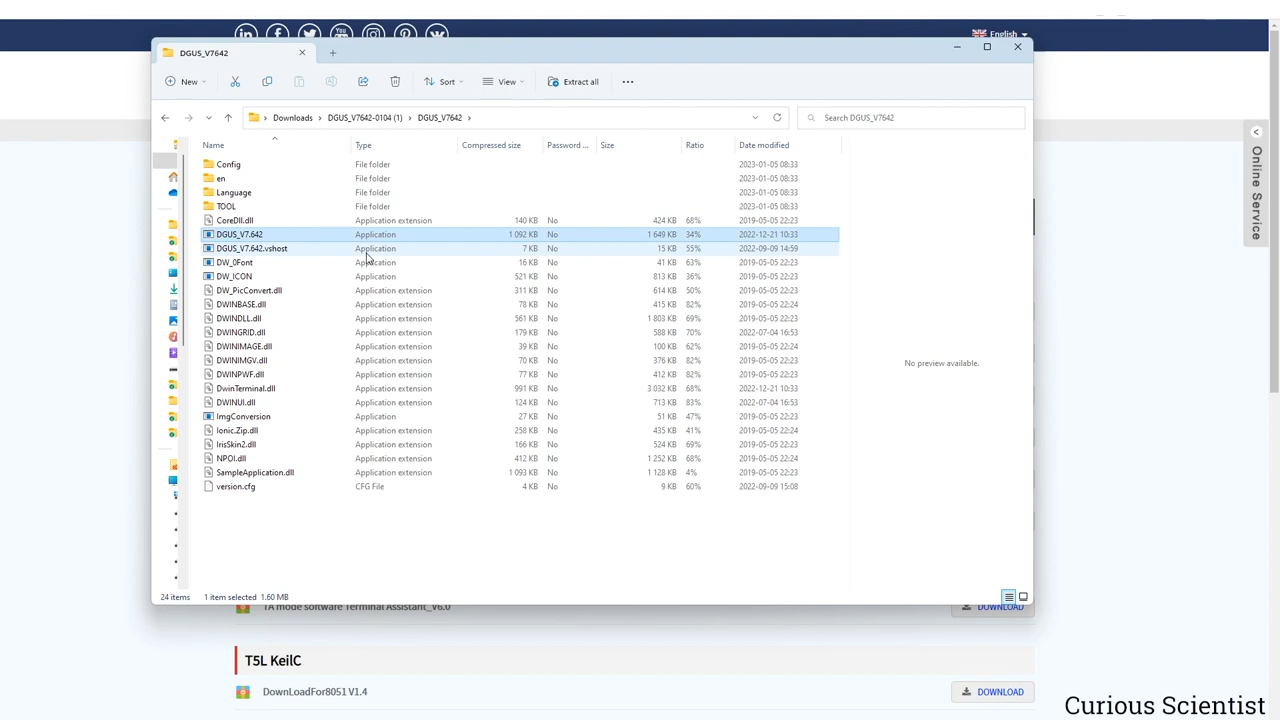 English
DGUS_V7642
New
Sort
View
Extract all
Downloads
DGUS_V7642-0104 (1)
DGUS_V7642
Search DGUS_V7642
Name Type Compressed size Password ... Size Ratio Date modified
Config File folder 2023-01-05 08:33
en File folder 2023-01-05 08:33
Language File folder 2023-01-05 08:33
TOOL File folder 2023-01-05 08:33
CoreDll.dll Application extension 140 KB No 424 KB 68% 2019-05-05 22:23
DGUS_V7.642 Application 1 092 KB No 1 649 KB 34% 2022-12-21 10:33
DGUS_V7.642.vshost Application 7 KB No 15 KB 55% 2022-09-09 14:59
DW_0Font Application 16 KB No 41 KB 63% 2019-05-05 22:23
DW_ICON Application 521 KB No 813 KB 36% 2019-05-05 22:23
DW_PicConvert.dll Application extension 311 KB No 614 KB 50% 2019-05-05 22:23
DWINBASE.dll Application extension 78 KB No 415 KB 82% 2019-05-05 22:24
DWINDLL.dll Application extension 561 KB No 1 803 KB 69% 2019-05-05 22:23
DWINGRID.dll Application extension 179 KB No 588 KB 70% 2022-07-04 16:53
DWINIMAGE.dll Application extension 39 KB No 100 KB 62% 2019-05-05 22:24
DWINIMGV.dll Application extension 70 KB No 376 KB 82% 2019-05-05 22:23
DWINPWF.dll Application extension 77 KB No 412 KB 82% 2019-05-05 22:23
DwinTerminal.dll Application extension 991 KB No 3 032 KB 68% 2022-12-21 10:33
DWINUI.dll Application extension 124 KB No 713 KB 83% 2022-07-04 16:53
ImgConversion Application 27 KB No 51 KB 47% 2019-05-05 22:23
Ionic.Zip.dll Application extension 258 KB No 435 KB 41% 2019-05-05 22:23
IrisSkin2.dll Application extension 166 KB No 524 KB 69% 2019-05-05 22:23
NPOI.dll Application extension 412 KB No 1 252 KB 68% 2019-05-05 22:24
SampleApplication.dll Application extension 1 093 KB No 1 128 KB 4% 2019-05-05 22:23
version.cfg CFG File 4 KB No 9 KB 60% 2022-09-09 15:08
No preview available.
24 items 1 item selected 1.60 MB
Online Service
TA mode software Terminal Assistant_V6.0
DOWNLOAD
T5L KeilC
DownLoadFor8051 V1.4
DOWNLOAD
Curious Scientist